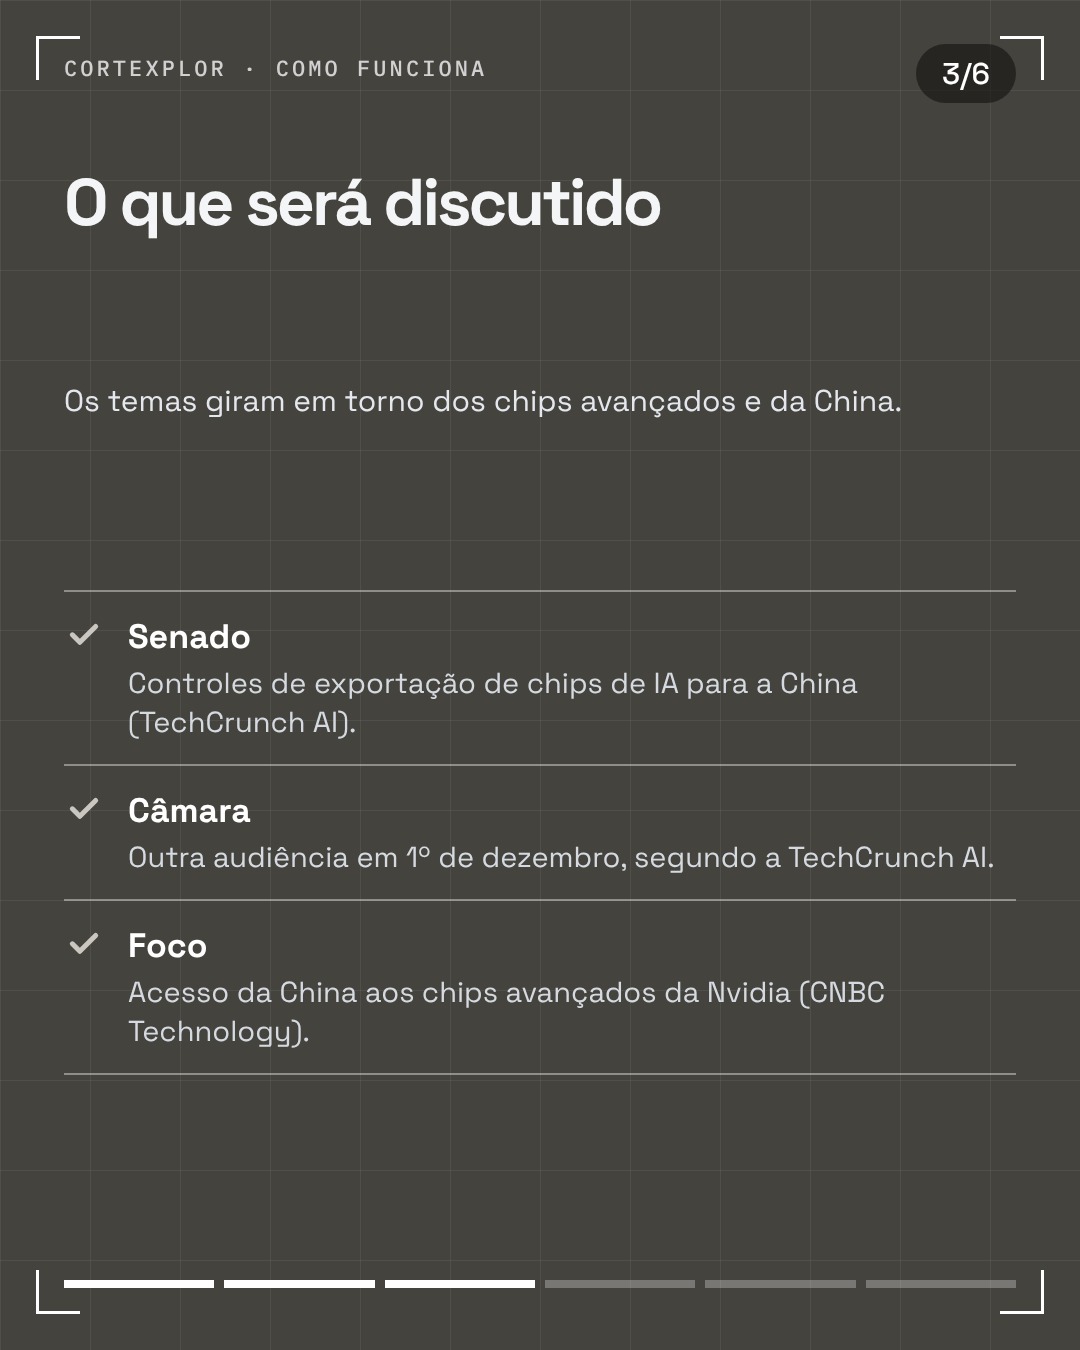 CORTEXPLOR · COMO FUNCIONA
3/6
O que será discutido
Os temas giram em torno dos chips avançados e da China.
Senado
Controles de exportação de chips de IA para a China
(TechCrunch AI).
Câmara
Outra audiência em 1º de dezembro, segundo a TechCrunch AI.
Foco
Acesso da China aos chips avançados da Nvidia (CNBC
Technology).